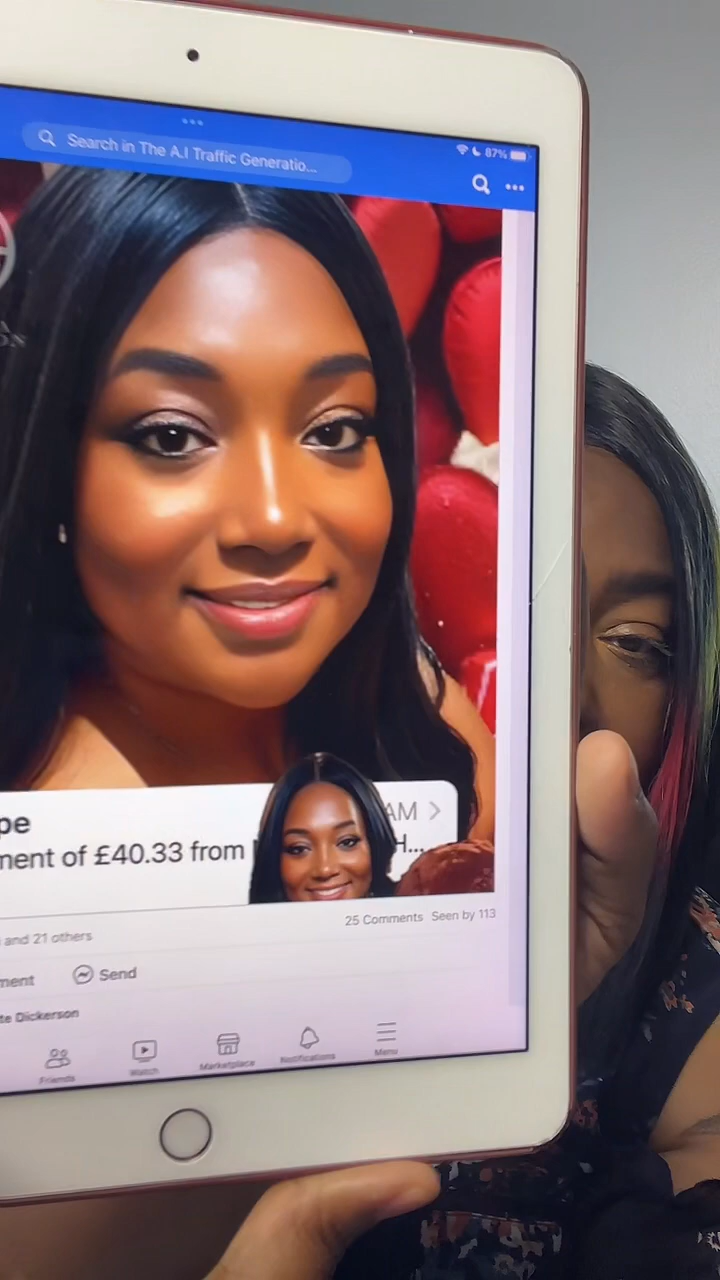 Search in The A.I Traffic Generatio...
87%
pe
AM
ment of £40.33 from H...
and 21 others
25 Comments Seen by 113
ment
Send
te Dickerson
Friends
Watch
Marketplace
Notifications
Menu